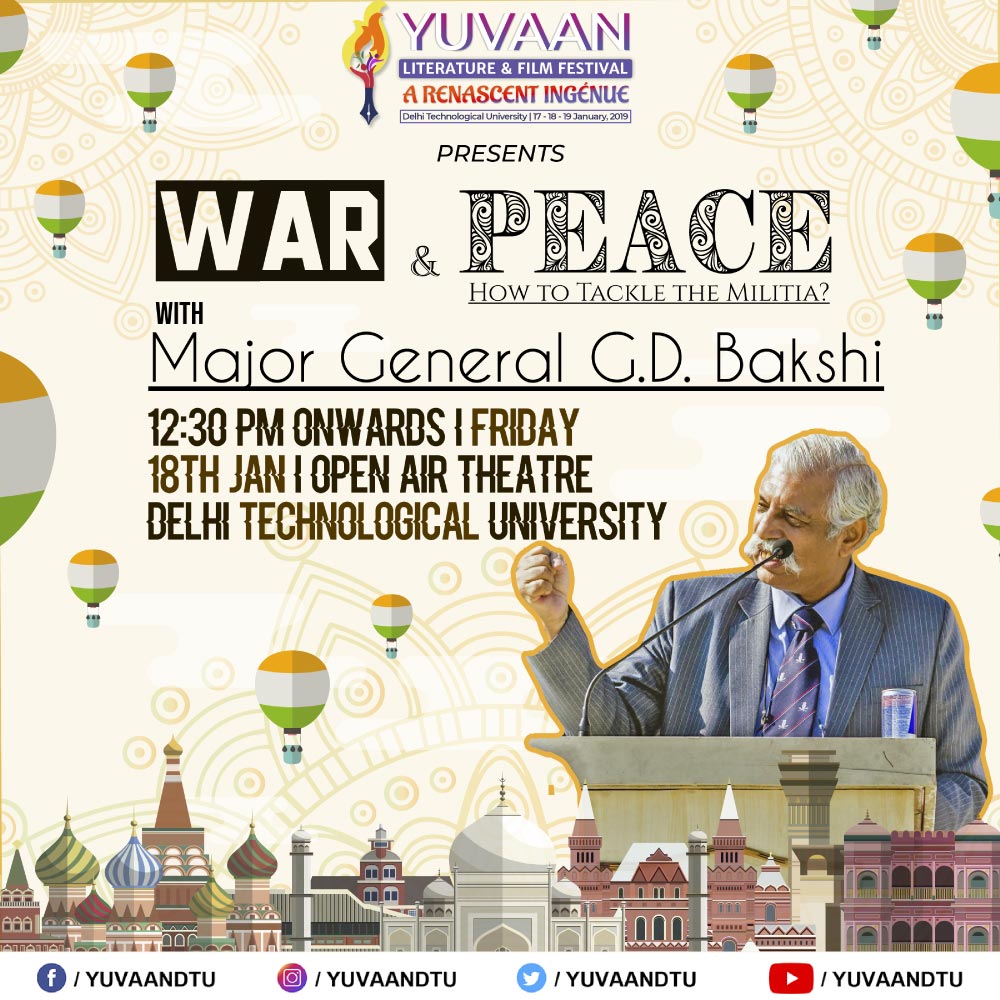 YUVAAN
LITERATURE & FILM FESTIVAL
A RENASCENT INGÉNUE
Delhi Technological University | 17 - 18 - 19 January, 2019
PRESENTS
WAR & PEACE
HOW TO TACKLE THE MILITIA?
WITH
Major General G.D. Bakshi
12:30 PM ONWARDS | FRIDAY
18TH JAN | OPEN AIR THEATRE
DELHI TECHNOLOGICAL UNIVERSITY
/ YUVAANDTU / YUVAANDTU / YUVAANDTU / YUVAANDTU